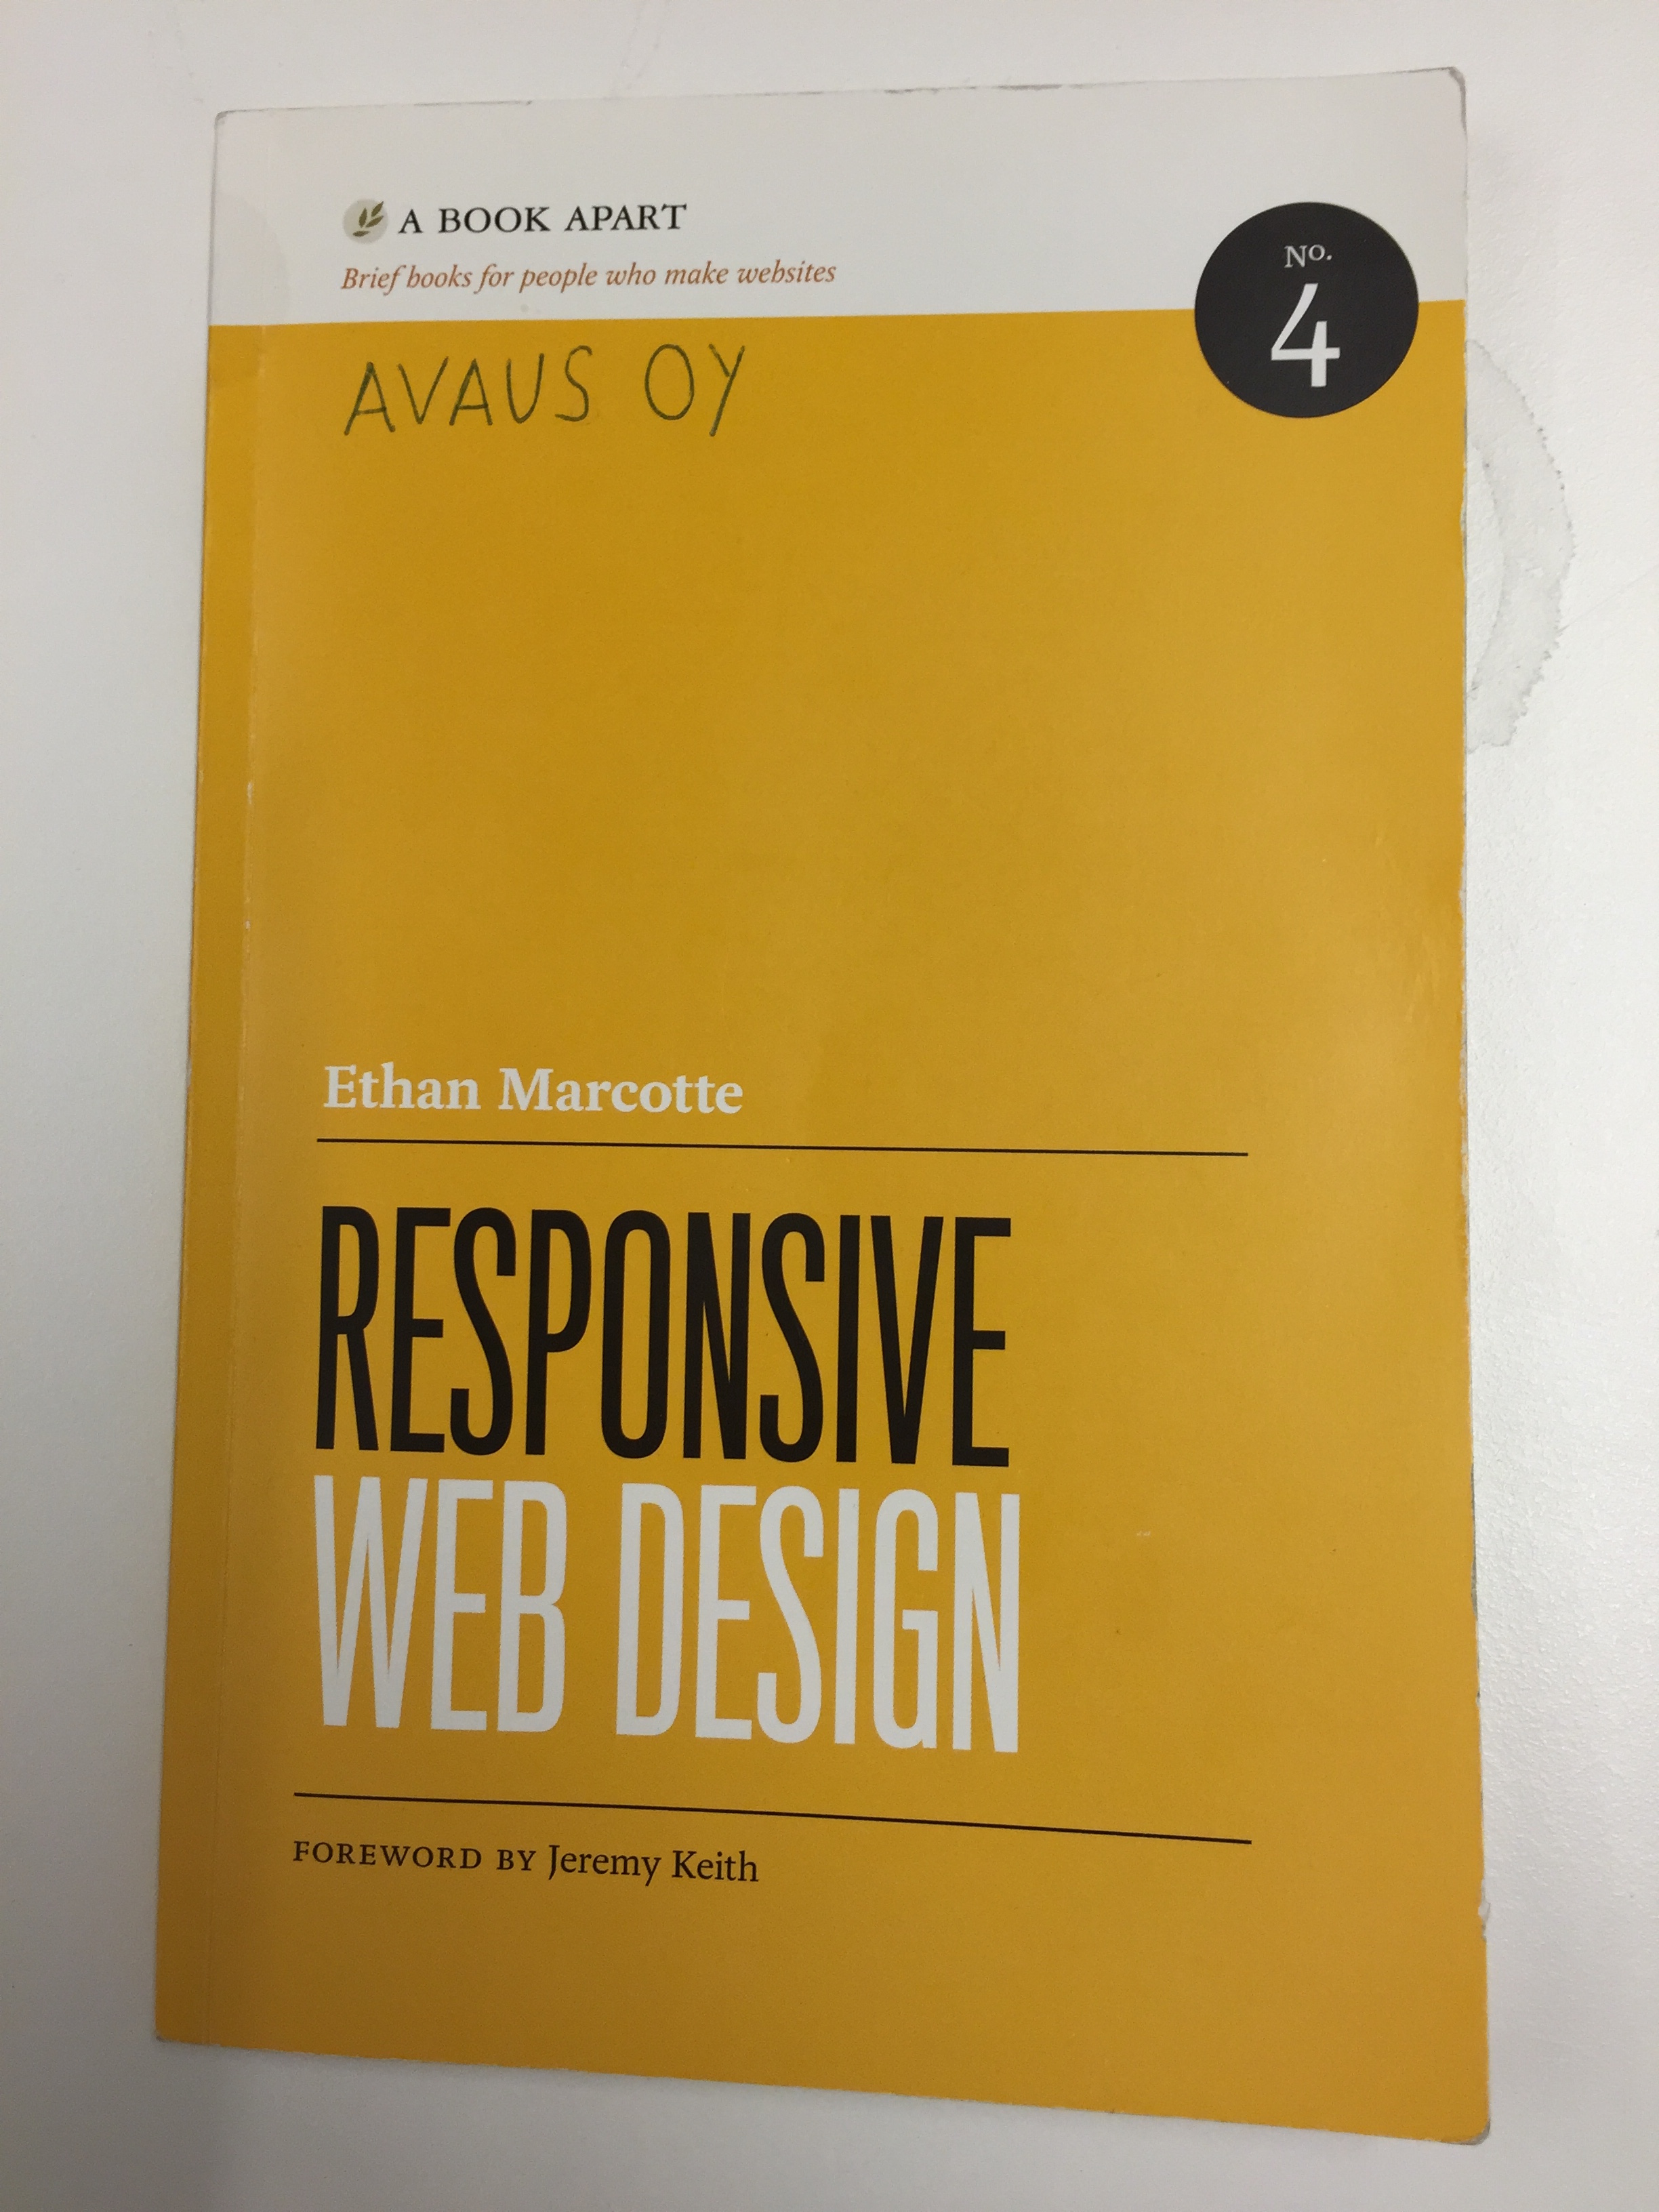 A BOOK APART
Brief books for people who make websites
No.
4
AVAUS OY
Ethan Marcotte
RESPONSIVE
WEB DESIGN
FOREWORD BY Jeremy Keith